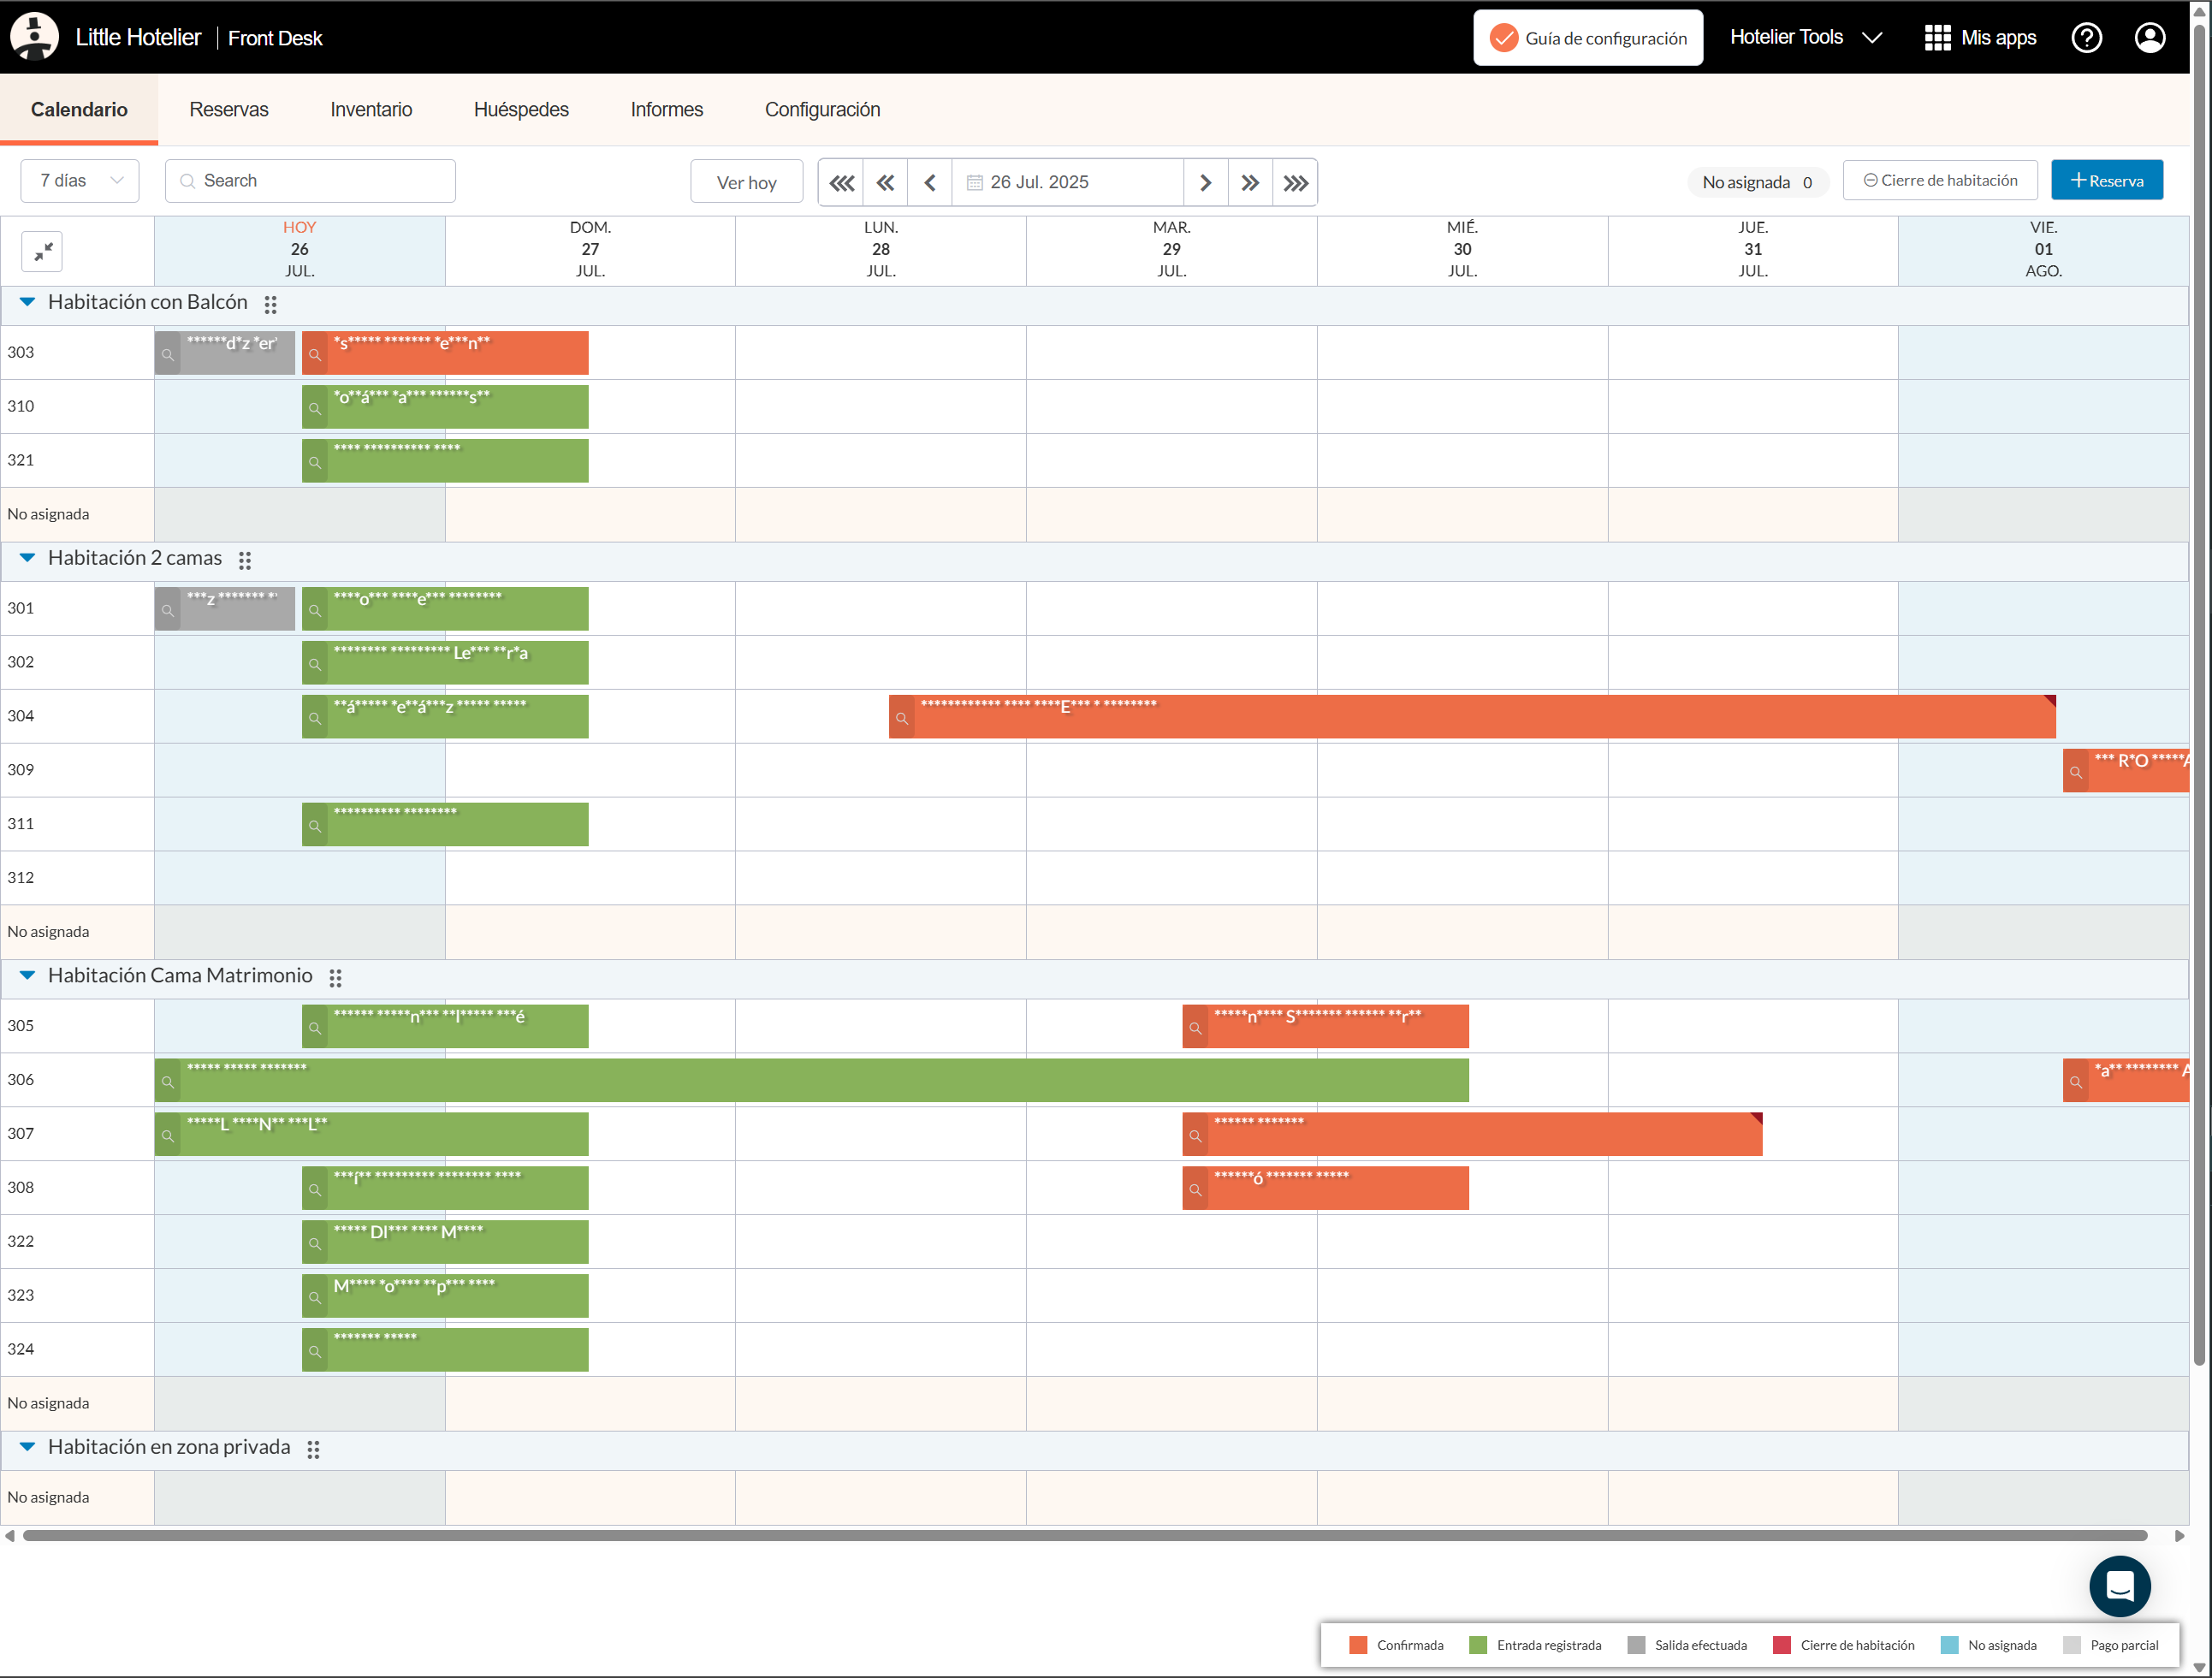 Little Hotelier | Front Desk
Guía de configuración
Hotelier Tools
Mis apps
Calendario
Reservas
Inventario
Huéspedes
Informes
Configuración
7 días
Search
Ver hoy
26 Jul. 2025
No asignada 0
Cierre de habitación
+Reserva
HOY 26 JUL.
DOM. 27 JUL.
LUN. 28 JUL.
MAR. 29 JUL.
MIÉ. 30 JUL.
JUE. 31 JUL.
VIE. 01 AGO.
Habitación con Balcón
303 ******d*z *er* *s***** ******* *e***n**
310 *o**á*** *a*** ******s**
321 **** ********** ****
No asignada
Habitación 2 camas
301 ***z ******* ** ****o*** ****e*** ********
302 ******** ********* Le*** **r*a
304 **á***** *e**á***z ***** ***** ************ **** ****E*** * ********
309 *** R*O *****A
311 ********** ********
312
No asignada
Habitación Cama Matrimonio
305 ****** *****n*** **l***** ***é *****n**** S******* ****** **r**
306 ***** ***** ******* *a** ******** A
307 *****L ****N** ***L** ****** *******
308 ***í** ********* ******** **** ******ó ******* *****
322 ***** DI*** **** M****
323 M**** *o**** **p*** ****
324 ******* *****
No asignada
Habitación en zona privada
No asignada
Confirmada
Entrada registrada
Salida efectuada
Cierre de habitación
No asignada
Pago parcial